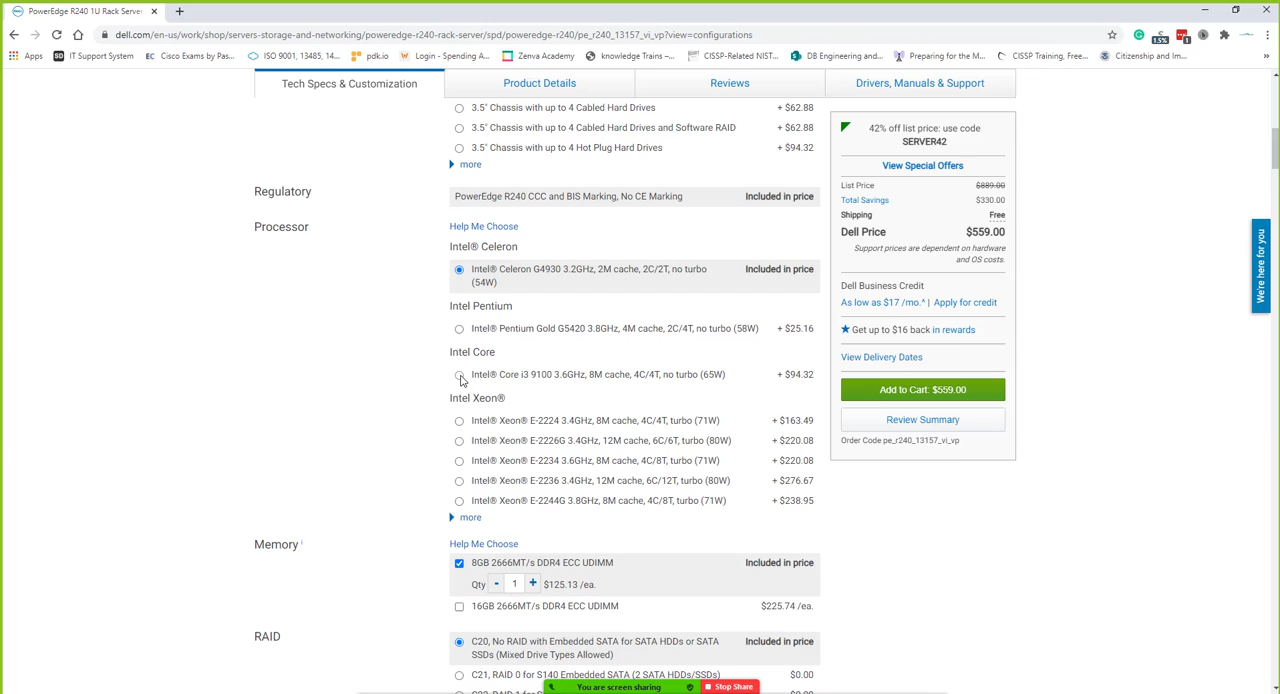 PowerEdge R240 1U Rack Server
dell.com/en-us/work/shop/servers-storage-and-networking/poweredge-r240-rack-server/spd/poweredge-r240/pe_r240_13157_vi_vp?view=configurations
Apps IT Support System Cisco Exams by Pas... ISO 9001, 13485, 14... pdk.io Login - Spending A... Zenva Academy knowledge Trains –... CISSP-Related NIST... DB Engineering and... Preparing for the M... CISSP Training, Free... Citizenship and Im...
Tech Specs & Customization Product Details Reviews Drivers, Manuals & Support
3.5" Chassis with up to 4 Cabled Hard Drives + $62.88
3.5" Chassis with up to 4 Cabled Hard Drives and Software RAID + $62.88
3.5" Chassis with up to 4 Hot Plug Hard Drives + $94.32
more
Regulatory
PowerEdge R240 CCC and BIS Marking, No CE Marking Included in price
Processor
Help Me Choose
Intel® Celeron
Intel® Celeron G4930 3.2GHz, 2M cache, 2C/2T, no turbo Included in price
(54W)
Intel Pentium
Intel® Pentium Gold G5420 3.8GHz, 4M cache, 2C/4T, no turbo (58W) + $25.16
Intel Core
Intel® Core i3 9100 3.6GHz, 8M cache, 4C/4T, no turbo (65W) + $94.32
Intel Xeon®
Intel® Xeon® E-2224 3.4GHz, 8M cache, 4C/4T, turbo (71W) + $163.49
Intel® Xeon® E-2226G 3.4GHz, 12M cache, 6C/6T, turbo (80W) + $220.08
Intel® Xeon® E-2234 3.6GHz, 8M cache, 4C/8T, turbo (71W) + $220.08
Intel® Xeon® E-2236 3.4GHz, 12M cache, 6C/12T, turbo (80W) + $276.67
Intel® Xeon® E-2244G 3.8GHz, 8M cache, 4C/8T, turbo (71W) + $238.95
more
Memory i
Help Me Choose
8GB 2666MT/s DDR4 ECC UDIMM Included in price
Qty - 1 + $125.13 /ea.
16GB 2666MT/s DDR4 ECC UDIMM $225.74 /ea.
RAID
C20, No RAID with Embedded SATA for SATA HDDs or SATA Included in price
SSDs (Mixed Drive Types Allowed)
C21, RAID 0 for S140 Embedded SATA (2 SATA HDDs/SSDs) $0.00
42% off list price: use code
SERVER42
View Special Offers
List Price $889.00
Total Savings $330.00
Shipping Free
Dell Price $559.00
Support prices are dependent on hardware
and OS costs.
Dell Business Credit
As low as $17 /mo.^ | Apply for credit
Get up to $16 back in rewards
View Delivery Dates
Add to Cart: $559.00
Review Summary
Order Code pe_r240_13157_vi_vp
We're here for you
You are screen sharing Stop Share